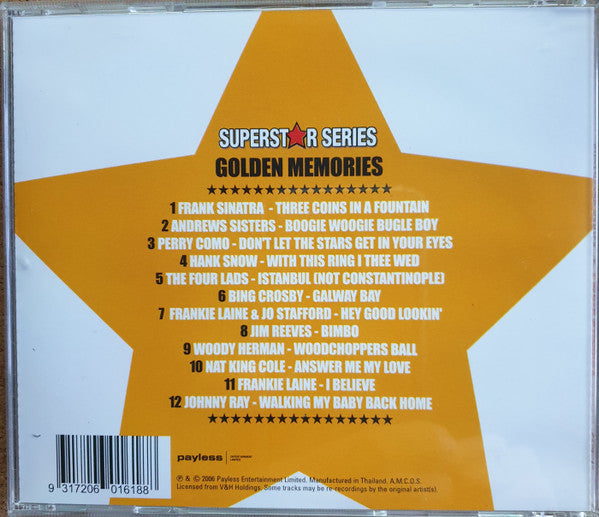 SUPERST★R SERIES
GOLDEN MEMORIES
1 FRANK SINATRA - THREE COINS IN A FOUNTAIN
2 ANDREWS SISTERS - BOOGIE WOOGIE BUGLE BOY
3 PERRY COMO - DON'T LET THE STARS GET IN YOUR EYES
4 HANK SNOW - WITH THIS RING I THEE WED
5 THE FOUR LADS - ISTANBUL (NOT CONSTANTINOPLE)
6 BING CROSBY - GALWAY BAY
7 FRANKIE LAINE & JO STAFFORD - HEY GOOD LOOKIN'
8 JIM REEVES - BIMBO
9 WOODY HERMAN - WOODCHOPPERS BALL
10 NAT KING COLE - ANSWER ME MY LOVE
11 FRANKIE LAINE - I BELIEVE
12 JOHNNY RAY - WALKING MY BABY BACK HOME
payless ENTERTAINMENT LIMITED
9 317206 016188
℗ & © 2006 Payless Entertainment Limited. Manufactured in Thailand. A.M.C.O.S.
Licensed from V&H Holdings. Some tracks may be re-recordings by the original artist(s).